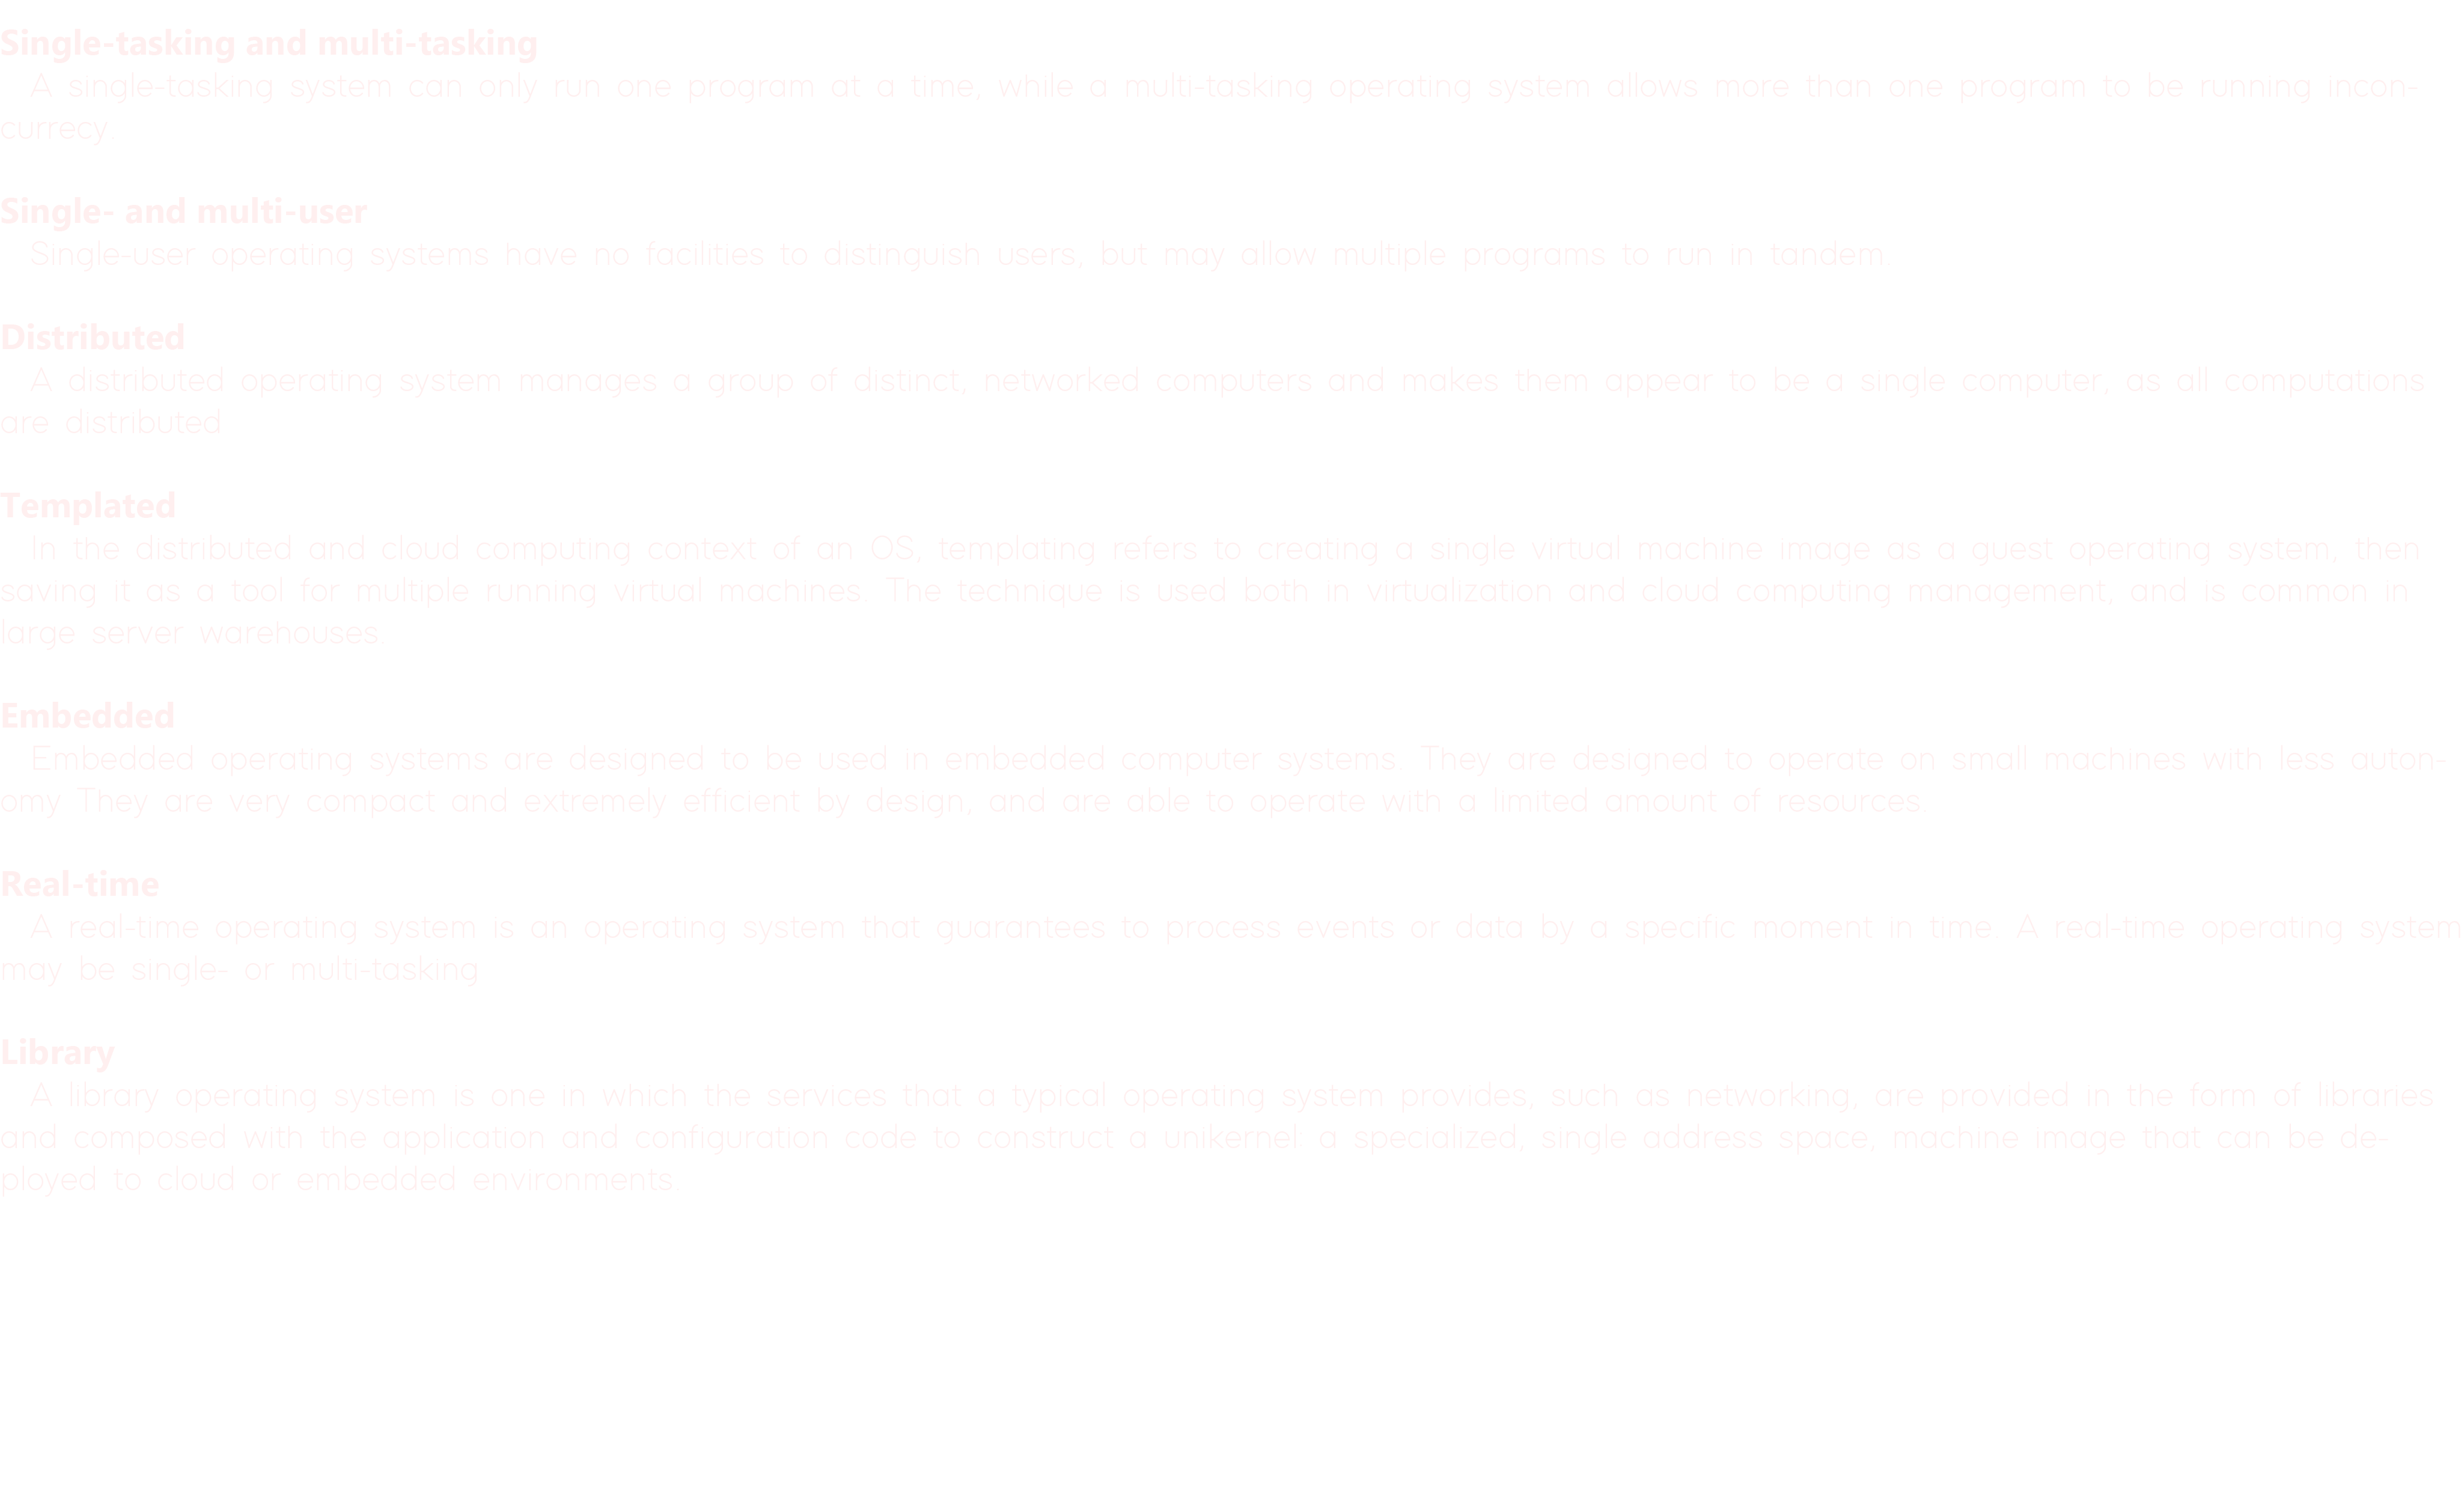 Single-tasking and multi-tasking
A single-tasking system can only run one program at a time, while a multi-tasking operating system allows more than one program to be running incon-
currecy.
Single- and multi-user
Single-user operating systems have no facilities to distinguish users, but may allow multiple programs to run in tandem
Distributed
A distributed operating system manages a group of distinct, networked computers and makes them appear to be a single computer, as all computations
are distributed
Templated
In the distributed and cloud computing context of an OS, templating refers to creating a single virtual machine image as a guest operating system, then
saving it as a tool for multiple running virtual machines. The technique is used both in virtualization and cloud computing management, and is common in
large server warehouses.
Embedded
Embedded operating systems are designed to be used in embedded computer systems. They are designed to operate on small machines with less auton-
omy They are very compact and extremely efficient by design, and are able to operate with a limited amount of resources.
Real-time
A real-time operating system is an operating system that guarantees to process events or data by a specific moment in time. A real-time operating system
may be single- or multi-tasking
Library
A library operating system is one in which the services that a typical operating system provides, such as networking, are provided in the form of libraries
and composed with the application and configuration code to construct a unikernel a specialized, single address space, machine image that can be de-
ployed to cloud or embedded environments.